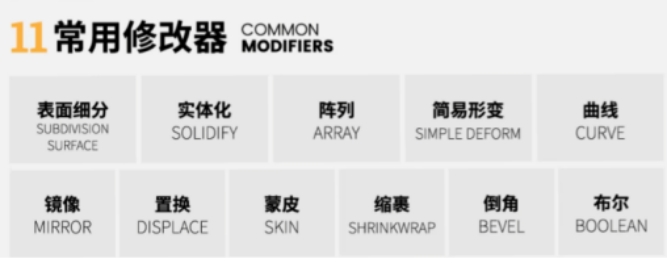 11 常用修改器 COMMON MODIFIERS
表面细分 实体化 阵列 简易形变 曲线
SUBDIVISION SURFACE SOLIDIFY ARRAY SIMPLE DEFORM CURVE
镜像 置换 蒙皮 缩裹 倒角 布尔
MIRROR DISPLACE SKIN SHRINKWRAP BEVEL BOOLEAN